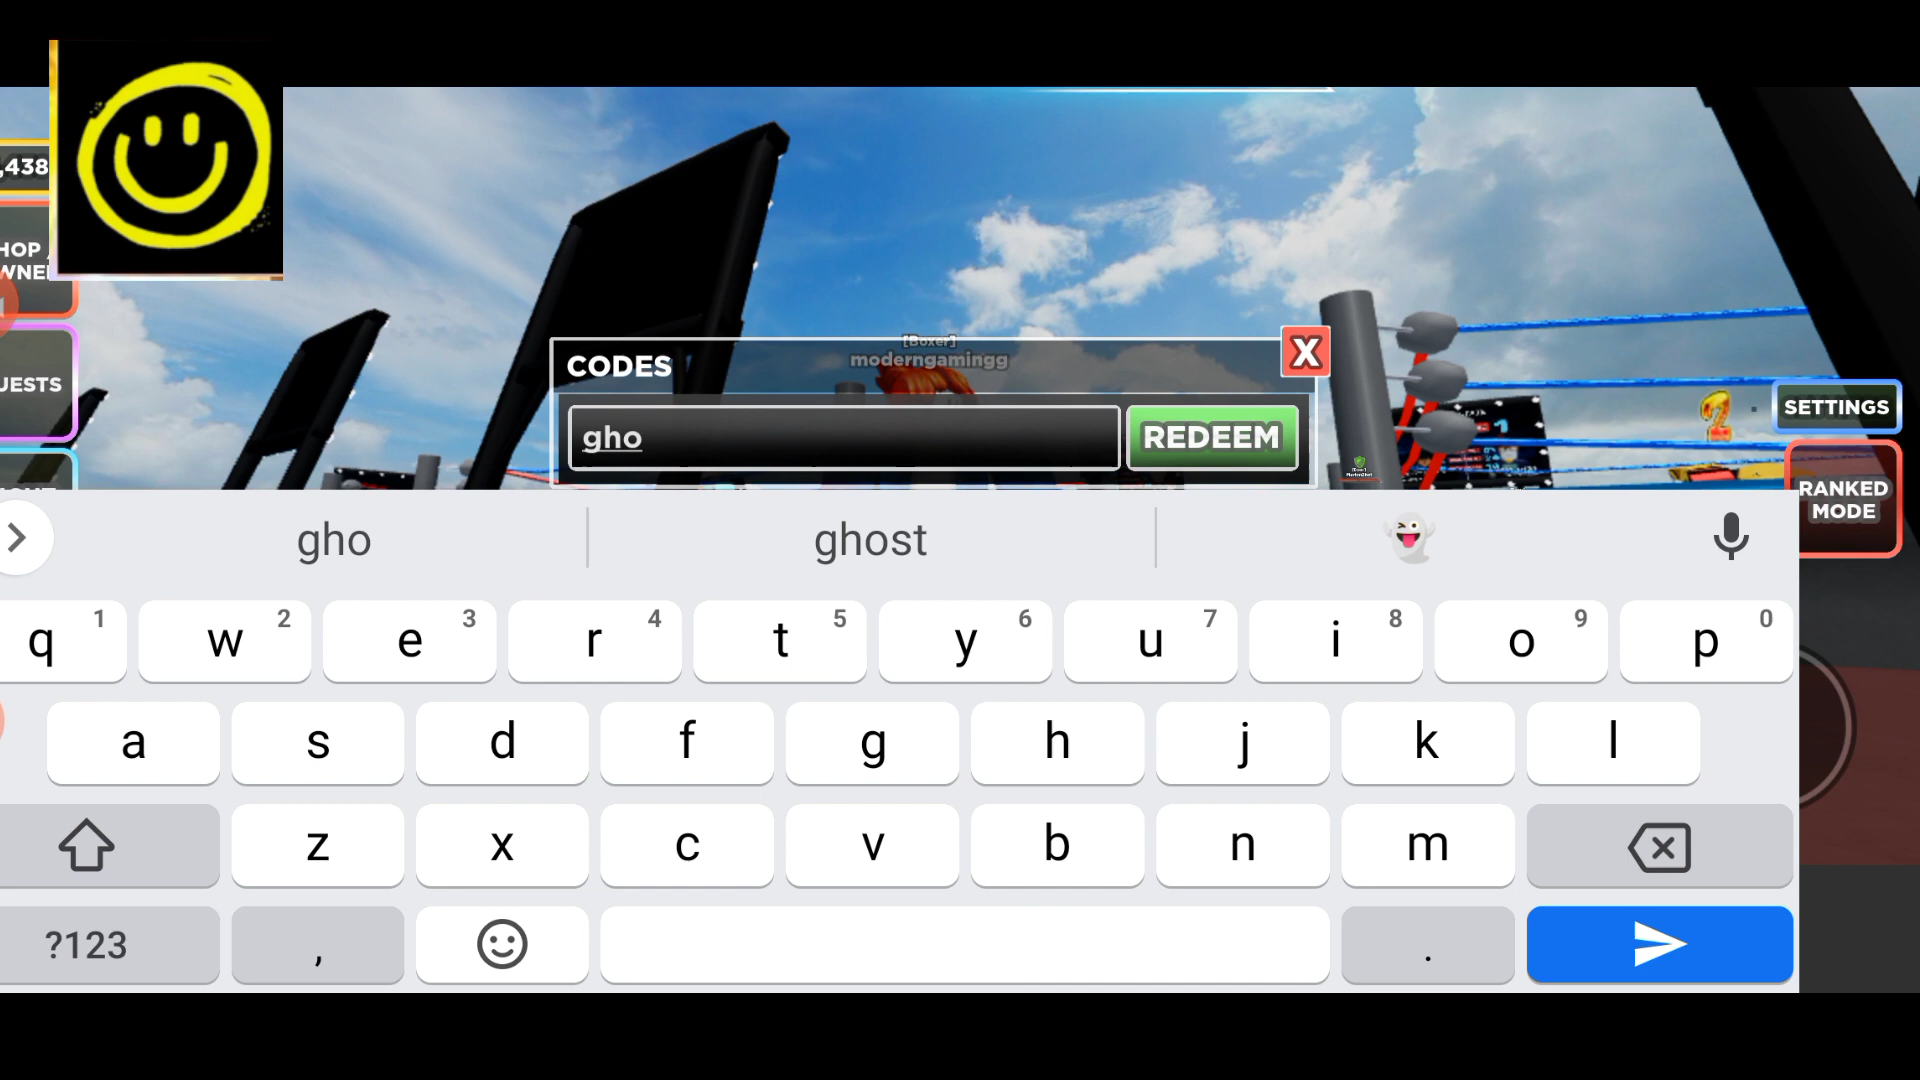 ,438
HOP
WNE
UESTS
[Boxer]
moderngamingg
CODES
X
gho
REDEEM
SETTINGS
RANKED
MODE
gho
ghost
q 1 w 2 e 3 r 4 t 5 y 6 u 7 i 8 o 9 p 0
a s d f g h j k l
z x c v b n m
?123 , .